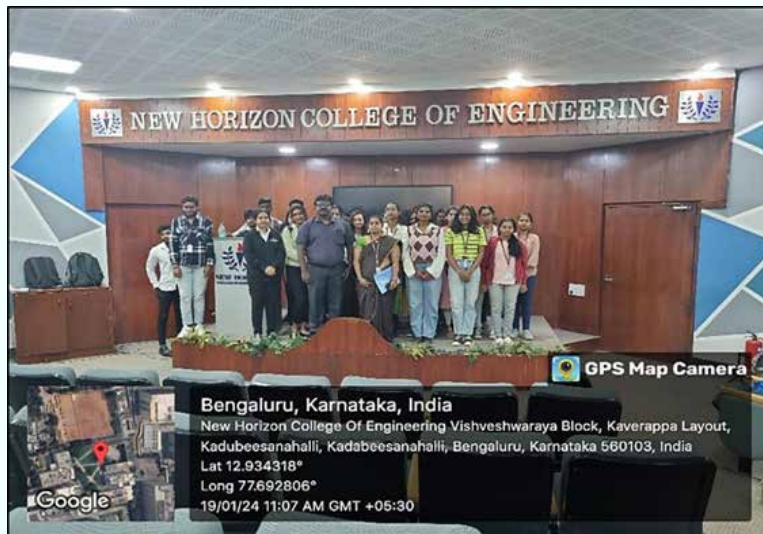 NEW HORIZON COLLEGE OF ENGINEERING
NEW HORIZON
GPS Map Camera
Bengaluru, Karnataka, India
New Horizon College Of Engineering Vishveshwaraya Block, Kaverappa Layout,
Kadubeesanahalli, Kadabeesanahalli, Bengaluru, Karnataka 560103, India
Lat 12.934318°
Long 77.692806°
19/01/24 11:07 AM GMT +05:30
Google